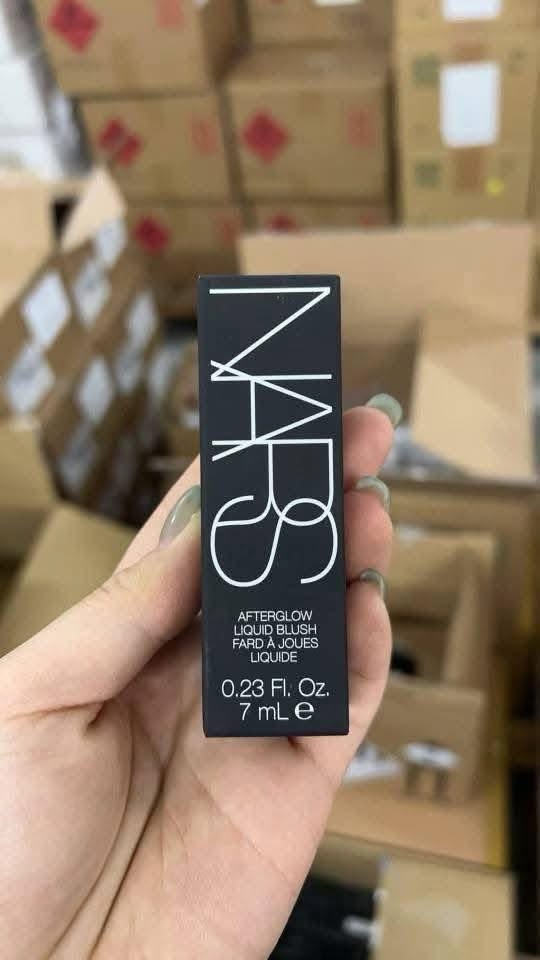 NARS
AFTERGLOW
LIQUID BLUSH
FARD À JOUES
LIQUIDE
0.23 Fl. Oz.
7 mL ℮